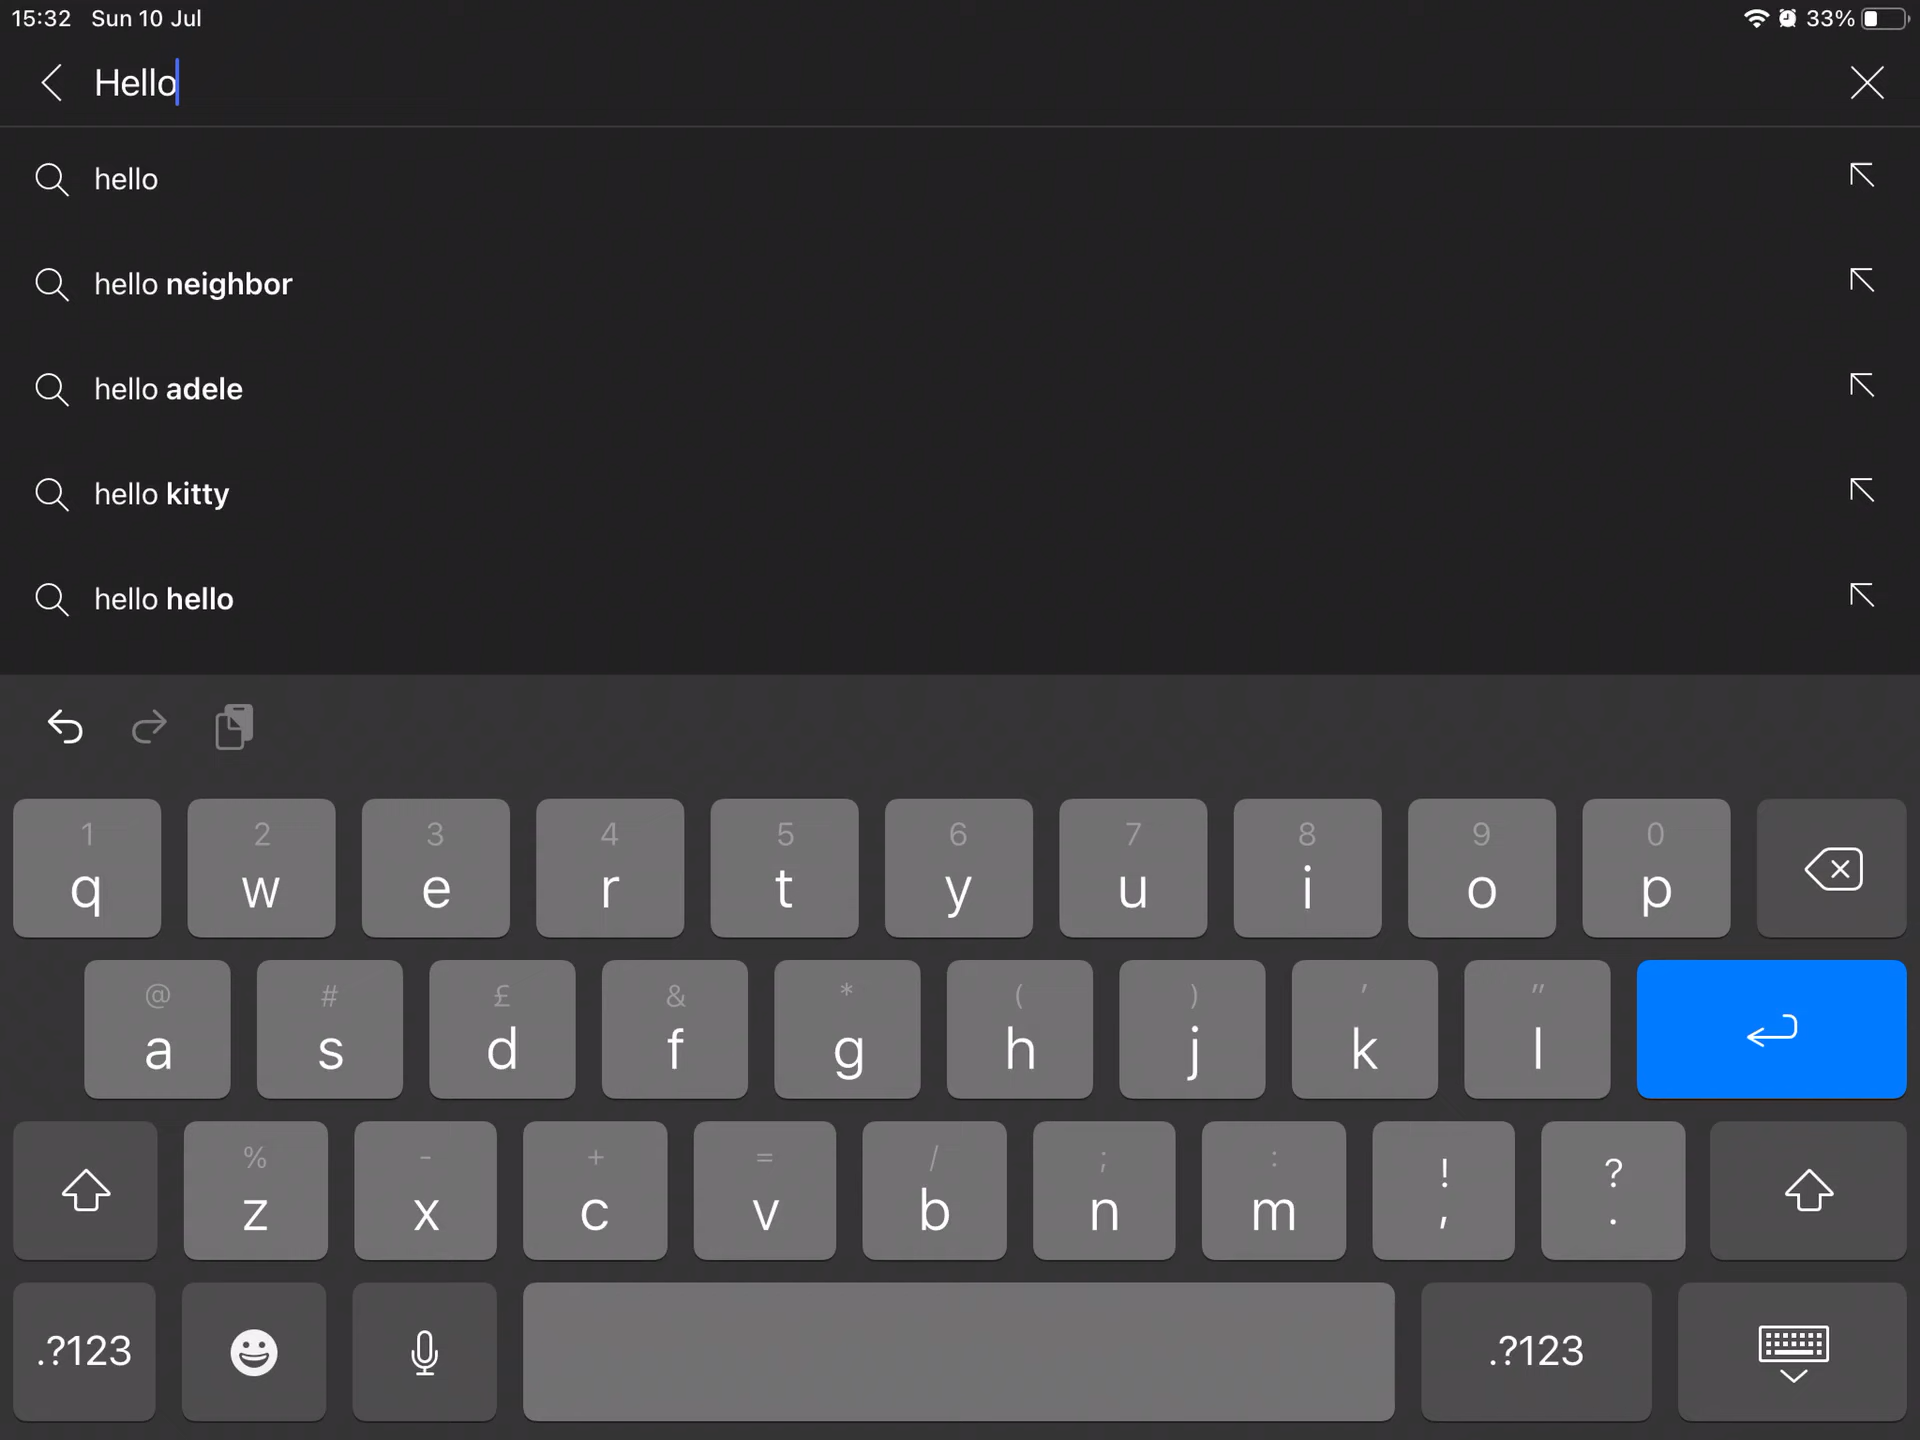 15:32 Sun 10 Jul 33%
Hello
hello
hello neighbor
hello adele
hello kitty
hello hello
1 2 3 4 5 6 7 8 9 0
q w e r t y u i o p
@ # £ & * ( ) ' "
a s d f g h j k l
% - + = / ; : ! ?
z x c v b n m , .
.?123 .?123